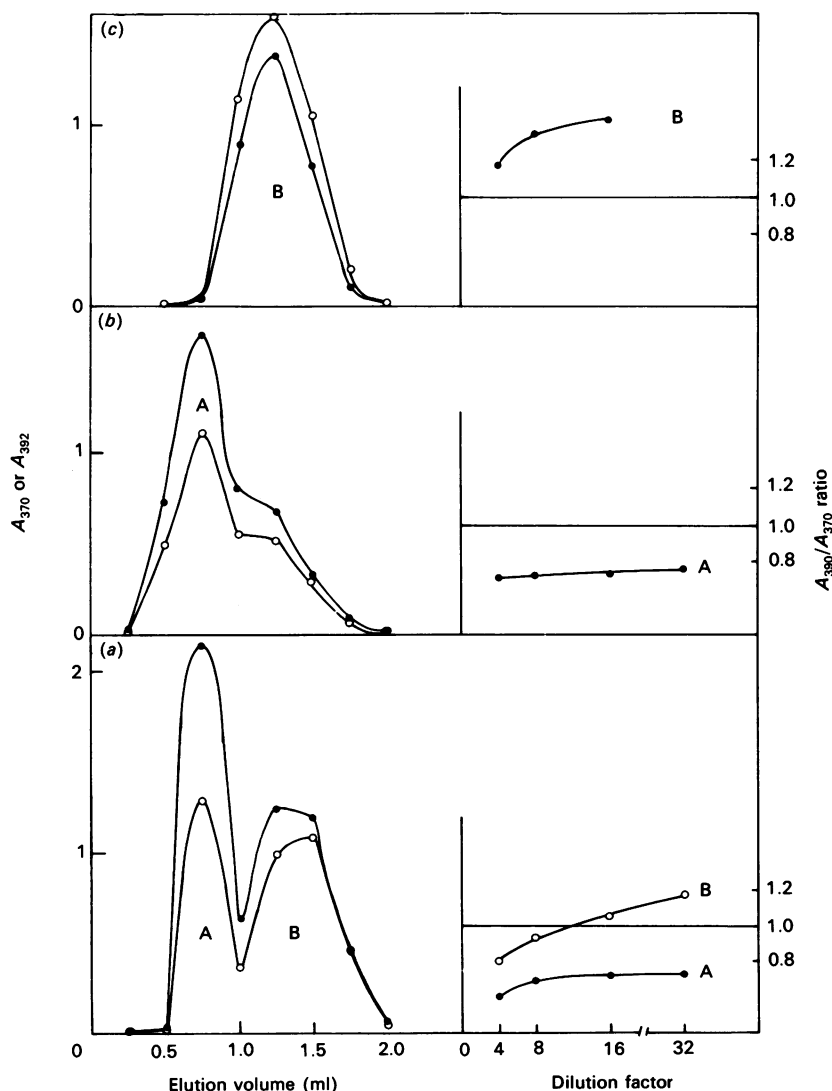 (c)
1
0
B
B
1.2
1.0
0.8
(b)
1
0
A
A
1.2
1.0
0.8
A370 or A392
A390/A370 ratio
(a)
2
1
0
A
B
B
A
1.2
1.0
0.8
0.5 1.0 1.5 2.0
0 4 8 16 32
Elution volume (ml)
Dilution factor